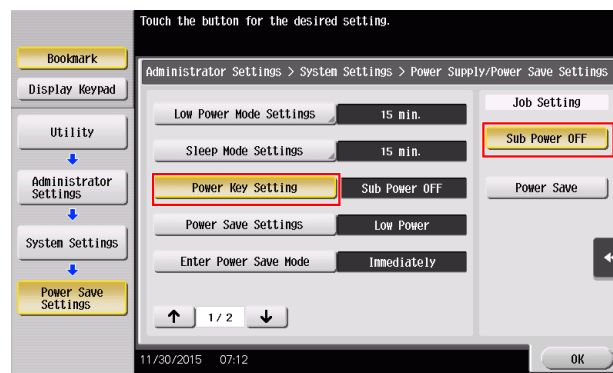 Touch the button for the desired setting.
Bookmark
Display Keypad
Utility
Administrator
Settings
System Settings
Power Save
Settings
Administrator Settings > System Settings > Power Supply/Power Save Settings
Low Power Mode Settings
15 min.
Sleep Mode Settings
15 min.
Power Key Setting
Sub Power OFF
Power Save Settings
Low Power
Enter Power Save Mode
Immediately
1/ 2
Job Setting
Sub Power OFF
Power Save
11/30/2015 07:12
OK